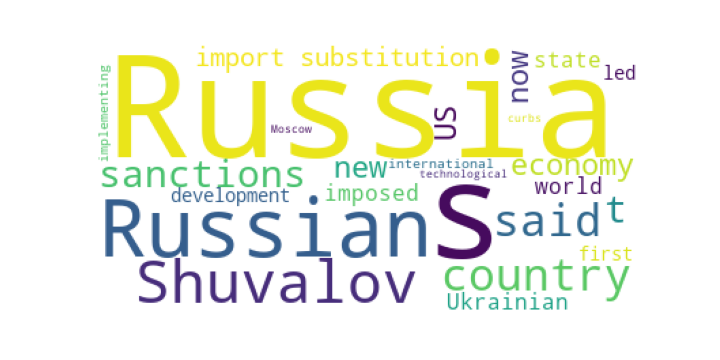 import substitution
state
led
now
Russia
implementing
Moscow
US
curbs
sanctions
new
international
technological
economy
development
imposed
world
Russian
s
said
t
first
Shuvalov
country
Ukrainian